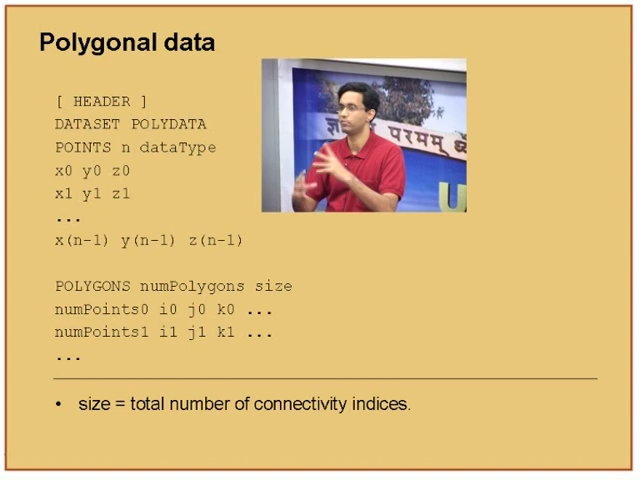 Polygonal data
[ HEADER ]
DATASET POLYDATA
POINTS n dataType
x0 y0 z0
x1 y1 z1
...
x(n-1) y(n-1) z(n-1)
POLYGONS numPolygons size
numPoints0 i0 j0 k0 ...
numPoints1 i1 j1 k1 ...
...
• size = total number of connectivity indices.
परमम्
U